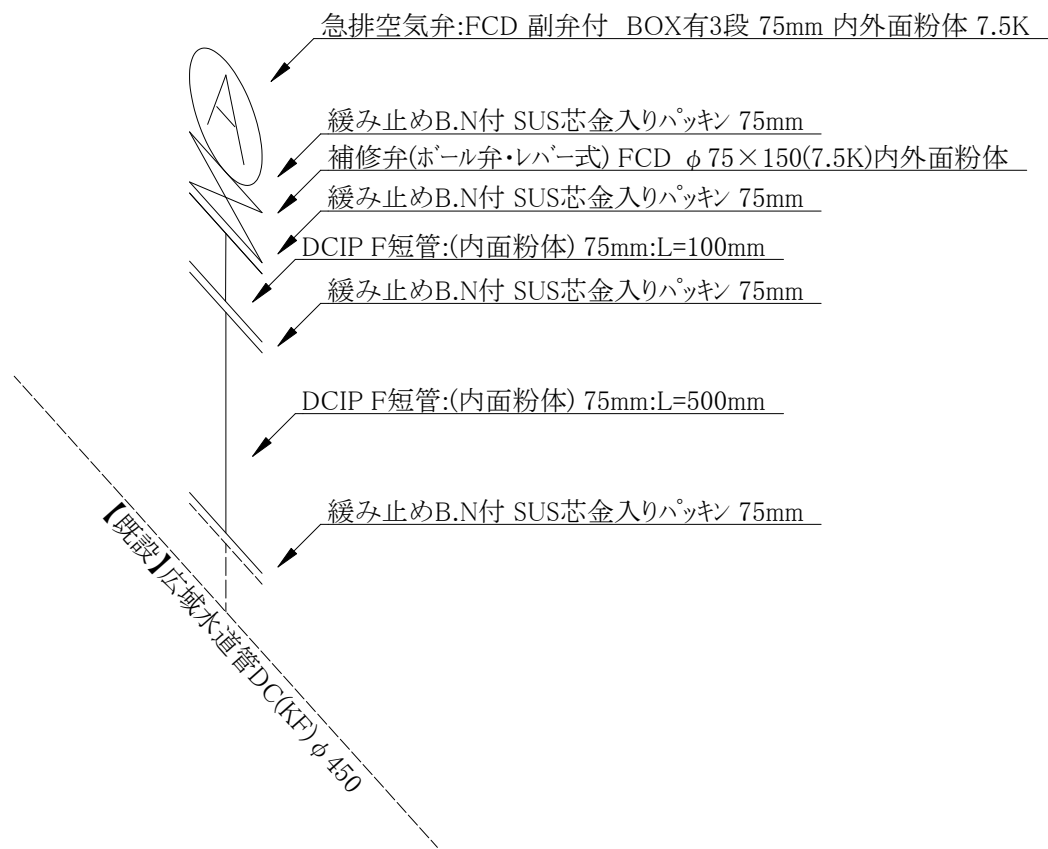 急排空気弁:FCD 副弁付 BOX有3段 75mm 内外面粉体 7.5K
A
緩み止めB.N付 SUS芯金入りパッキン 75mm
補修弁(ボール弁・レバー式) FCD φ75×150(7.5K)内外面粉体
緩み止めB.N付 SUS芯金入りパッキン 75mm
DCIP F短管:(内面粉体) 75mm:L=100mm
緩み止めB.N付 SUS芯金入りパッキン 75mm
DCIP F短管:(内面粉体) 75mm:L=500mm
緩み止めB.N付 SUS芯金入りパッキン 75mm
【既設】広域水道管DC(KF)φ450